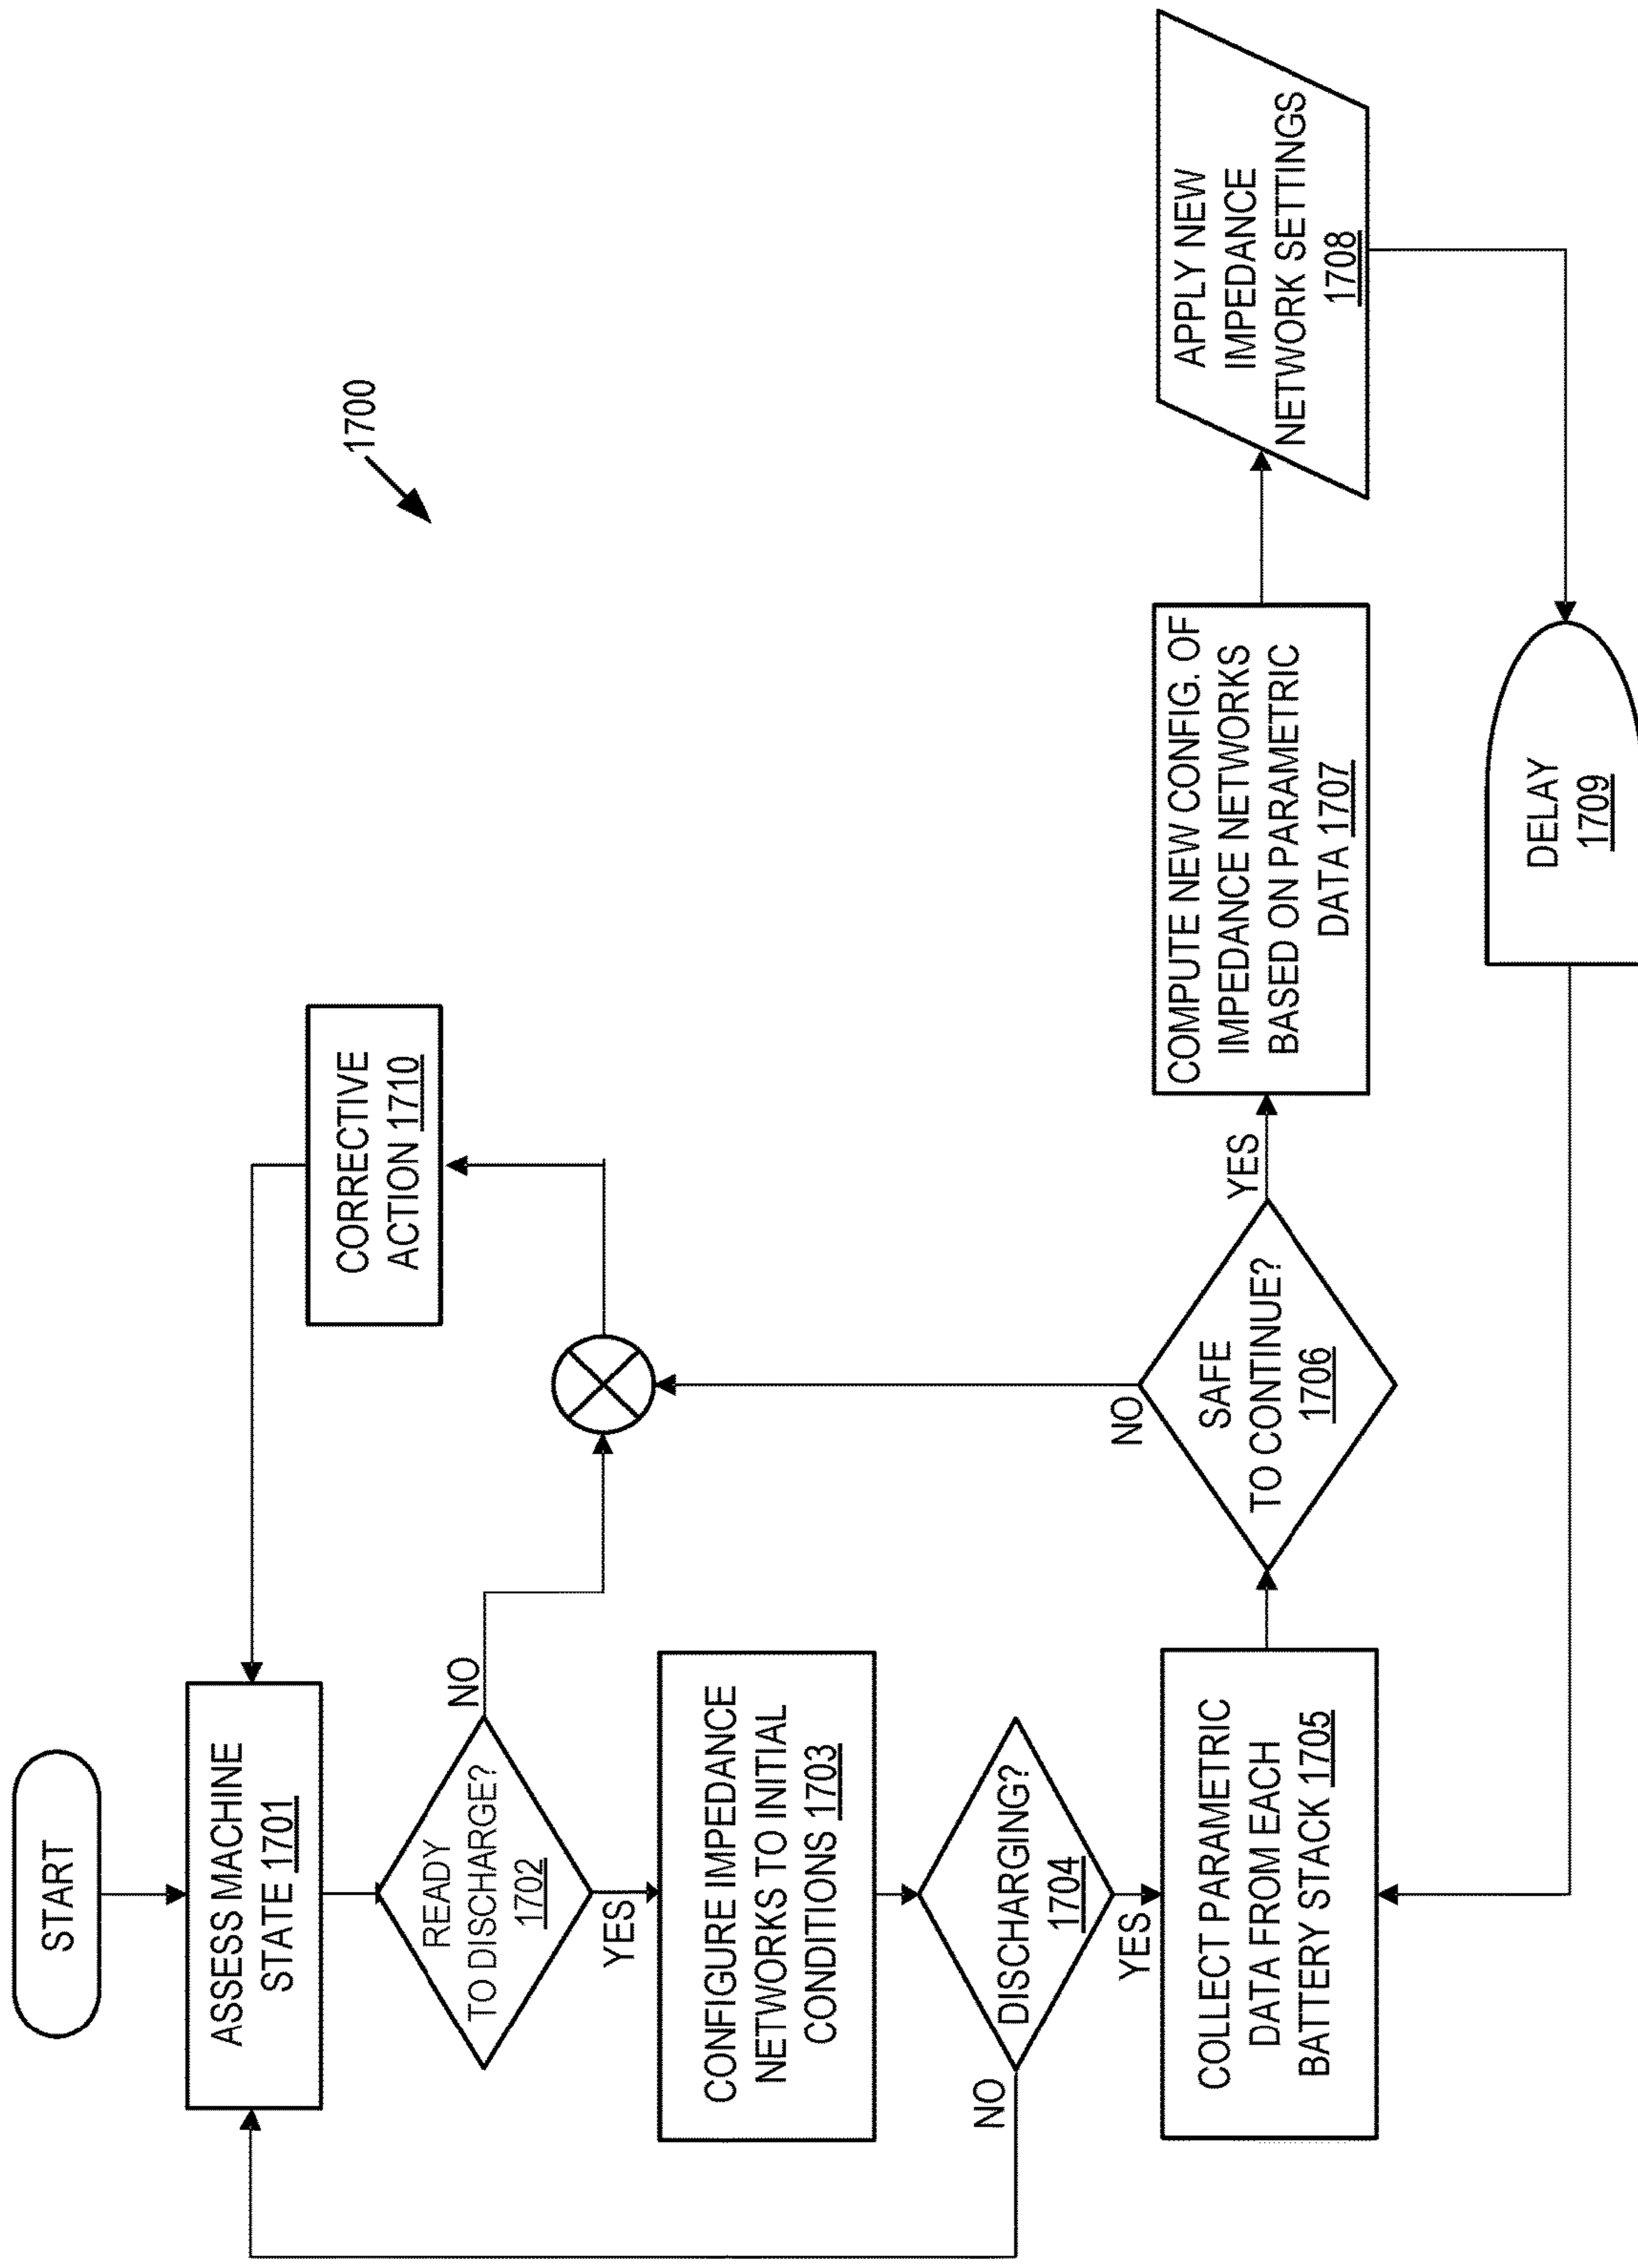 START
1700
ASSESS MACHINE
STATE 1701
CORRECTIVE
ACTION 1710
READY
TO DISCHARGE?
1702
NO
YES
CONFIGURE IMPEDANCE
NETWORKS TO INITIAL
CONDITIONS 1703
DISCHARGING?
1704
NO
YES
COLLECT PARAMETRIC
DATA FROM EACH
BATTERY STACK 1705
SAFE
TO CONTINUE?
1706
NO
YES
COMPUTE NEW CONFIG. OF
IMPEDANCE NETWORKS
BASED ON PARAMETRIC
DATA 1707
APPLY NEW
IMPEDANCE
NETWORK SETTINGS
1708
DELAY
1709